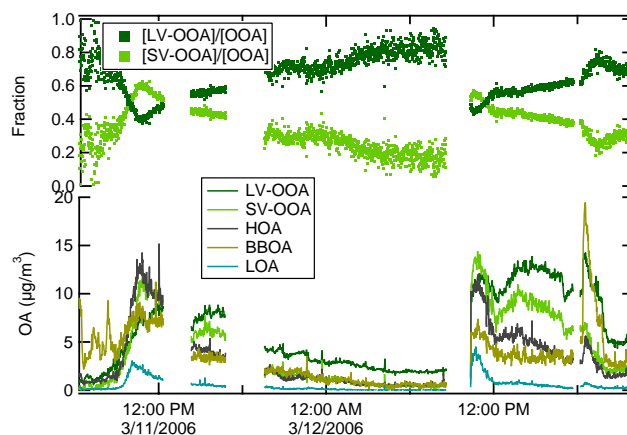 1.0
0.8
0.6
0.4
0.2
0.0
Fraction
[LV-OOA]/[OOA]
[SV-OOA]/[OOA]
20
15
10
5
0
OA (µg/m³)
LV-OOA
SV-OOA
HOA
BBOA
LOA
12:00 PM
3/11/2006
12:00 AM
3/12/2006
12:00 PM